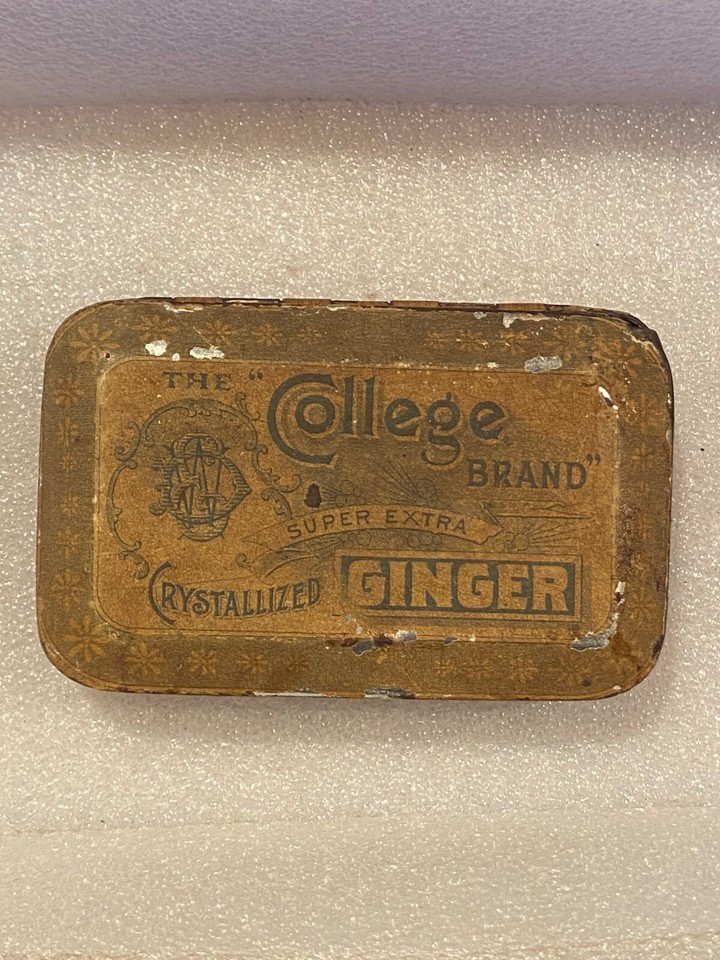 THE "College
BRAND"
SUPER EXTRA
CRYSTALLIZED GINGER